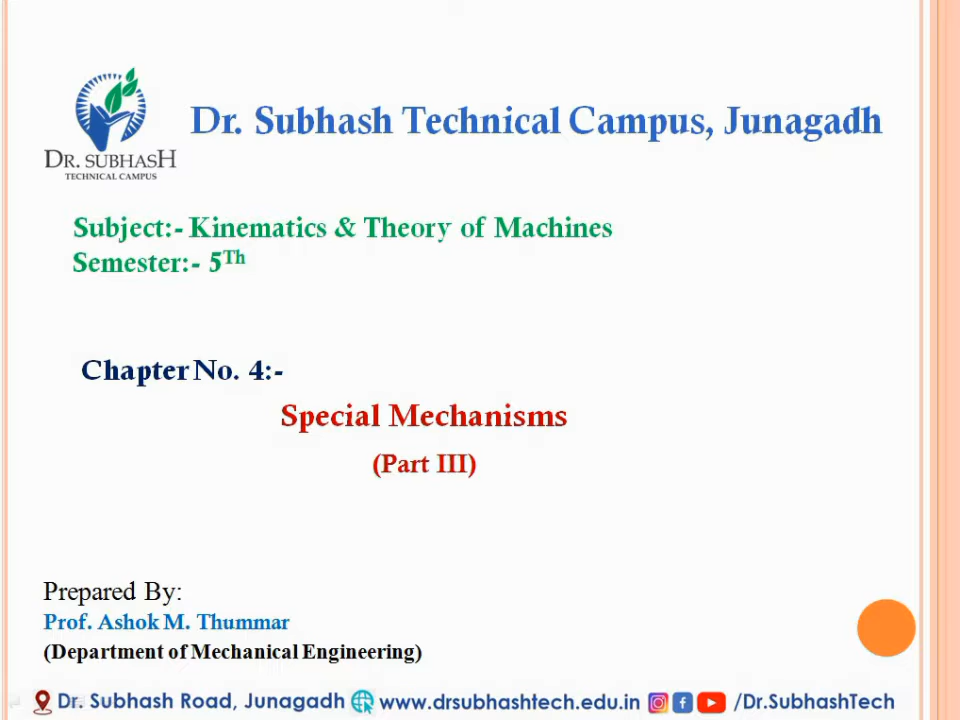 Dr. Subhash Technical Campus, Junagadh
DR. SUBHASH
TECHNICAL CAMPUS
Subject:- Kinematics & Theory of Machines
Semester:- 5Th
Chapter No. 4:-
Special Mechanisms
(Part III)
Prepared By:
Prof. Ashok M. Thummar
(Department of Mechanical Engineering)
Dr. Subhash Road, Junagadh www.drsubhashtech.edu.in /Dr.SubhashTech